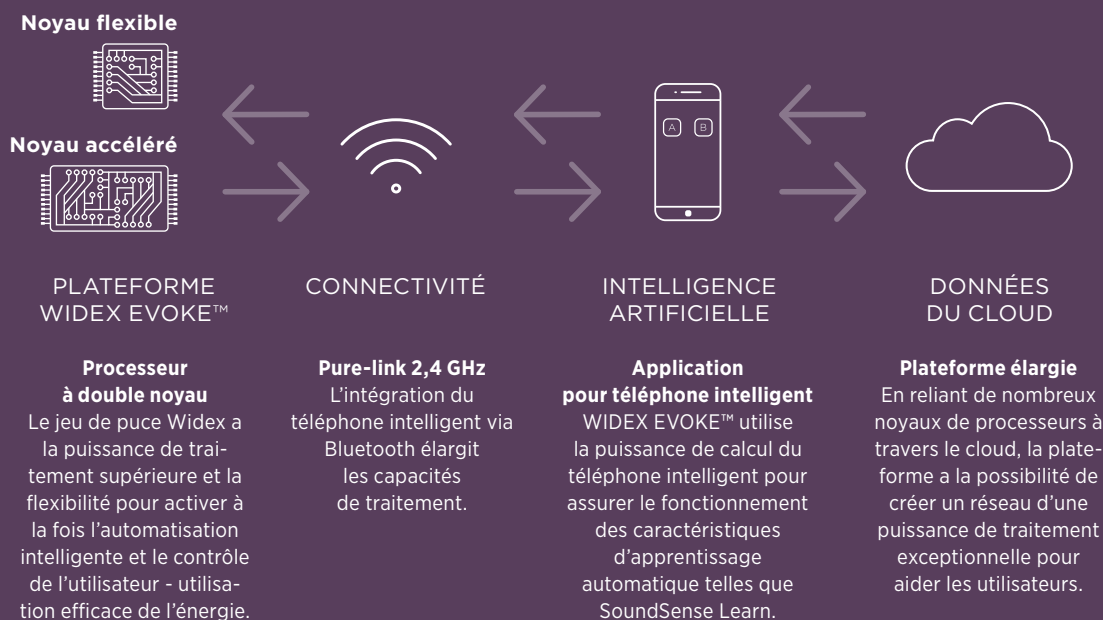 Noyau flexible
Noyau accéléré
A B
PLATEFORME
WIDEX EVOKE™
Processeur
à double noyau
Le jeu de puce Widex a
la puissance de trai-
tement supérieure et la
flexibilité pour activer à
la fois l'automatisation
intelligente et le contrôle
de l'utilisateur - utilisa-
tion efficace de l'énergie.
CONNECTIVITÉ
Pure-link 2,4 GHz
L'intégration du
téléphone intelligent via
Bluetooth élargit
les capacités
de traitement.
INTELLIGENCE
ARTIFICIELLE
Application
pour téléphone intelligent
WIDEX EVOKE™ utilise
la puissance de calcul du
téléphone intelligent pour
assurer le fonctionnement
des caractéristiques
d'apprentissage
automatique telles que
SoundSense Learn.
DONNÉES
DU CLOUD
Plateforme élargie
En reliant de nombreux
noyaux de processeurs à
travers le cloud, la plate-
forme a la possibilité de
créer un réseau d'une
puissance de traitement
exceptionnelle pour
aider les utilisateurs.